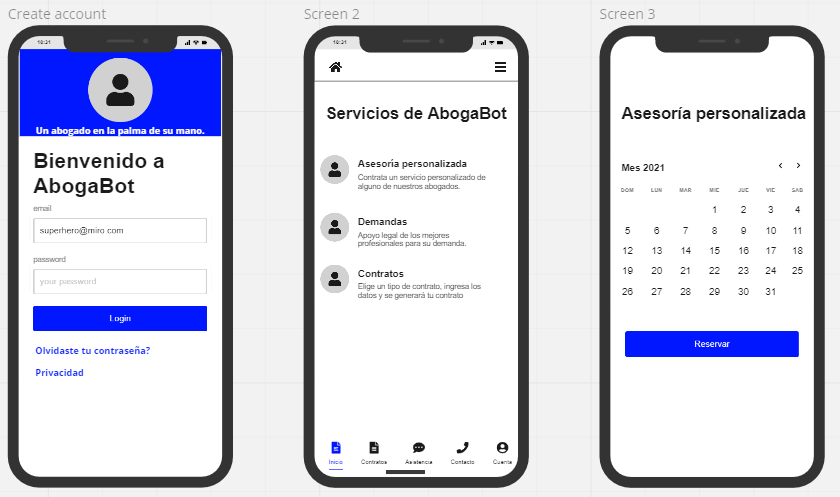 Create account
18:31
Un abogado en la palma de su mano.
Bienvenido a
AbogaBot
email
superhero@miro.com
password
your password
Login
Olvidaste tu contraseña?
Privacidad
Screen 2
18:31
Servicios de AbogaBot
Asesoría personalizada
Contrata un servicio personalizado de
alguno de nuestros abogados.
Demandas
Apoyo legal de los mejores
profesionales para su demanda.
Contratos
Elige un tipo de contrato, ingresa los
datos y se generará tu contrato
Inicio
Contratos
Asistencia
Contacto
Cuenta
Screen 3
Asesoría personalizada
Mes 2021
DOM LUN MAR MIE JUE VIE SAB
1 2 3 4
5 6 7 8 9 10 11
12 13 14 15 16 17 18
19 20 21 22 23 24 25
26 27 28 29 30 31
Reservar